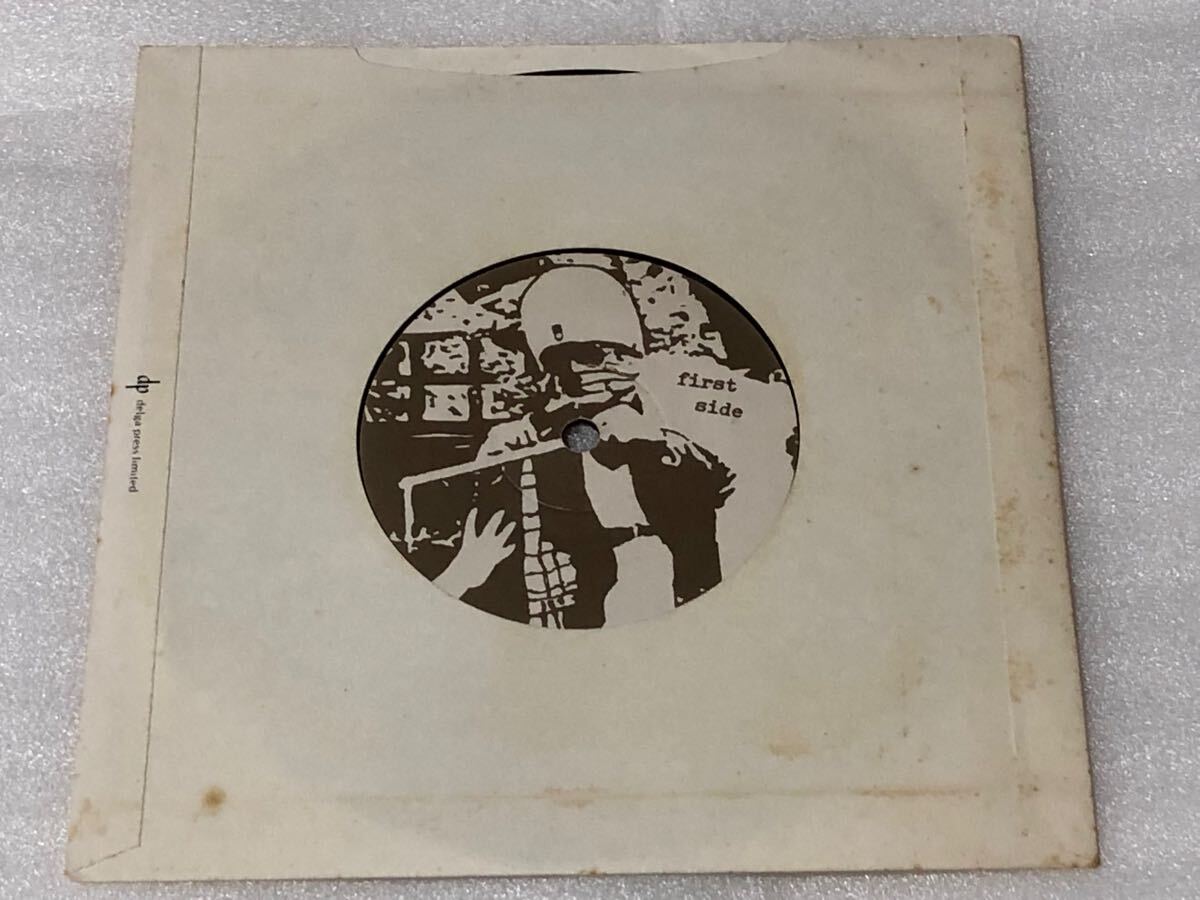 first
side
dp delga press limited